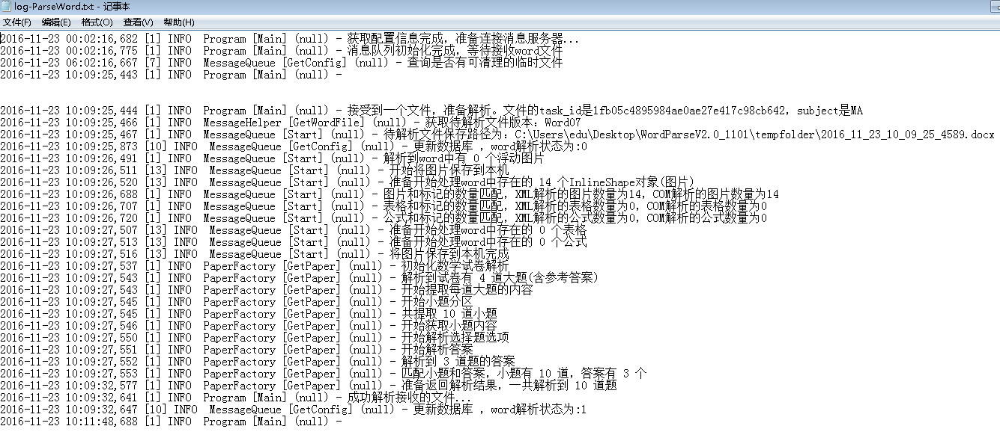 log-ParseWord.txt - 记事本
文件(F) 编辑(E) 格式(O) 查看(V) 帮助(H)
2016-11-23 00:02:16,682 [1] INFO  Program [Main] (null) - 获取配置信息完成，准备连接消息服务器...
2016-11-23 00:02:16,775 [1] INFO  Program [Main] (null) - 消息队列初始化完成，等待接收word文件
2016-11-23 06:02:16,667 [7] INFO  MessageQueue [GetConfig] (null) - 查询是否有可清理的临时文件
2016-11-23 10:09:25,443 [1] INFO  Program [Main] (null) -
2016-11-23 10:09:25,444 [1] INFO  Program [Main] (null) - 接受到一个文件，准备解析。文件的task_id是1fb05c4895984ae0ae27e417c98cb642，subject是MA
2016-11-23 10:09:25,466 [1] INFO  MessageHelper [GetWordFile] (null) - 获取待解析文件版本：Word07
2016-11-23 10:09:25,467 [1] INFO  MessageQueue [Start] (null) - 待解析文件保存路径为：C:\Users\edu\Desktop\WordParseV2.0_1101\tempfolder\2016_11_23_10_09_25_4589.docx
2016-11-23 10:09:25,873 [10] INFO  MessageQueue [GetConfig] (null) - 更新数据库 ，word解析状态为:0
2016-11-23 10:09:26,491 [1] INFO  MessageQueue [Start] (null) - 解析到word中有 0 个浮动图片
2016-11-23 10:09:26,511 [13] INFO  MessageQueue [Start] (null) - 开始将图片保存到本机
2016-11-23 10:09:26,520 [13] INFO  MessageQueue [Start] (null) - 准备开始处理word中存在的 14 个InlineShape对象(图片)
2016-11-23 10:09:26,688 [1] INFO  MessageQueue [Start] (null) - 图片和标记的数量匹配，XML解析的图片数量为14，COM解析的图片数量为14
2016-11-23 10:09:26,707 [1] INFO  MessageQueue [Start] (null) - 表格和标记的数量匹配，XML解析的表格数量为0，COM解析的表格数量为0
2016-11-23 10:09:26,720 [1] INFO  MessageQueue [Start] (null) - 公式和标记的数量匹配，XML解析的公式数量为0，COM解析的公式数量为0
2016-11-23 10:09:27,507 [13] INFO  MessageQueue [Start] (null) - 准备开始处理word中存在的 0 个表格
2016-11-23 10:09:27,513 [13] INFO  MessageQueue [Start] (null) - 准备开始处理word中存在的 0 个公式
2016-11-23 10:09:27,516 [13] INFO  MessageQueue [Start] (null) - 将图片保存到本机完成
2016-11-23 10:09:27,537 [1] INFO  PaperFactory [GetPaper] (null) - 初始化数学试卷解析
2016-11-23 10:09:27,543 [1] INFO  PaperFactory [GetPaper] (null) - 解析到试卷有 4 道大题(含参考答案)
2016-11-23 10:09:27,543 [1] INFO  PaperFactory [GetPaper] (null) - 开始提取每道大题的内容
2016-11-23 10:09:27,545 [1] INFO  PaperFactory [GetPaper] (null) - 开始小题分区
2016-11-23 10:09:27,545 [1] INFO  PaperFactory [GetPaper] (null) - 共提取 10 道小题
2016-11-23 10:09:27,546 [1] INFO  PaperFactory [GetPaper] (null) - 开始获取小题内容
2016-11-23 10:09:27,550 [1] INFO  PaperFactory [GetPaper] (null) - 开始解析选择题选项
2016-11-23 10:09:27,551 [1] INFO  PaperFactory [GetPaper] (null) - 开始解析答案
2016-11-23 10:09:27,552 [1] INFO  PaperFactory [GetPaper] (null) - 解析到 3 道题的答案
2016-11-23 10:09:27,553 [1] INFO  PaperFactory [GetPaper] (null) - 匹配小题和答案，小题有 10 道，答案有 3 个
2016-11-23 10:09:32,577 [1] INFO  PaperFactory [GetPaper] (null) - 准备返回解析结果，一共解析到 10 道题
2016-11-23 10:09:32,641 [1] INFO  Program [Main] (null) - 成功解析接收的文件...
2016-11-23 10:09:32,647 [10] INFO  MessageQueue [GetConfig] (null) - 更新数据库 ，word解析状态为:1
2016-11-23 10:11:48,688 [1] INFO  Program [Main] (null) -